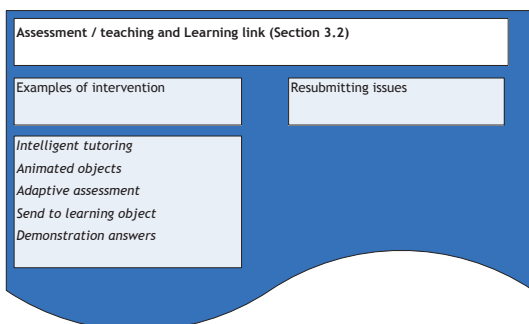 Assessment / teaching and Learning link (Section 3.2)
Examples of intervention
Resubmitting issues
Intelligent tutoring
Animated objects
Adaptive assessment
Send to learning object
Demonstration answers